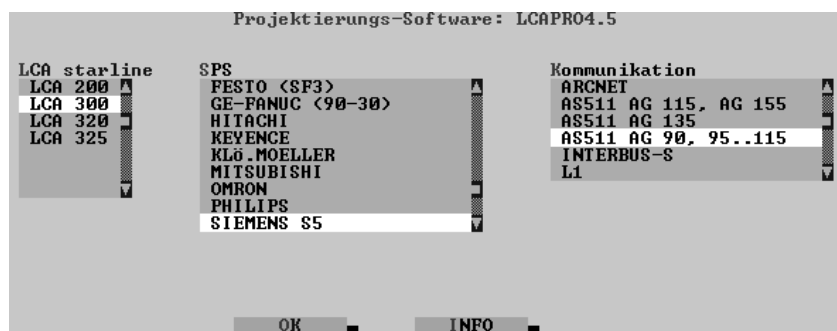 Projektierungs-Software: LCAPRO4.5
LCA starline
LCA 200
LCA 300
LCA 320
LCA 325
SPS
FESTO (SF3)
GE-FANUC (90-30)
HITACHI
KEYENCE
KLö.MOELLER
MITSUBISHI
OMRON
PHILIPS
SIEMENS S5
Kommunikation
ARCNET
AS511 AG 115, AG 155
AS511 AG 135
AS511 AG 90, 95..115
INTERBUS-S
L1
OK
INFO